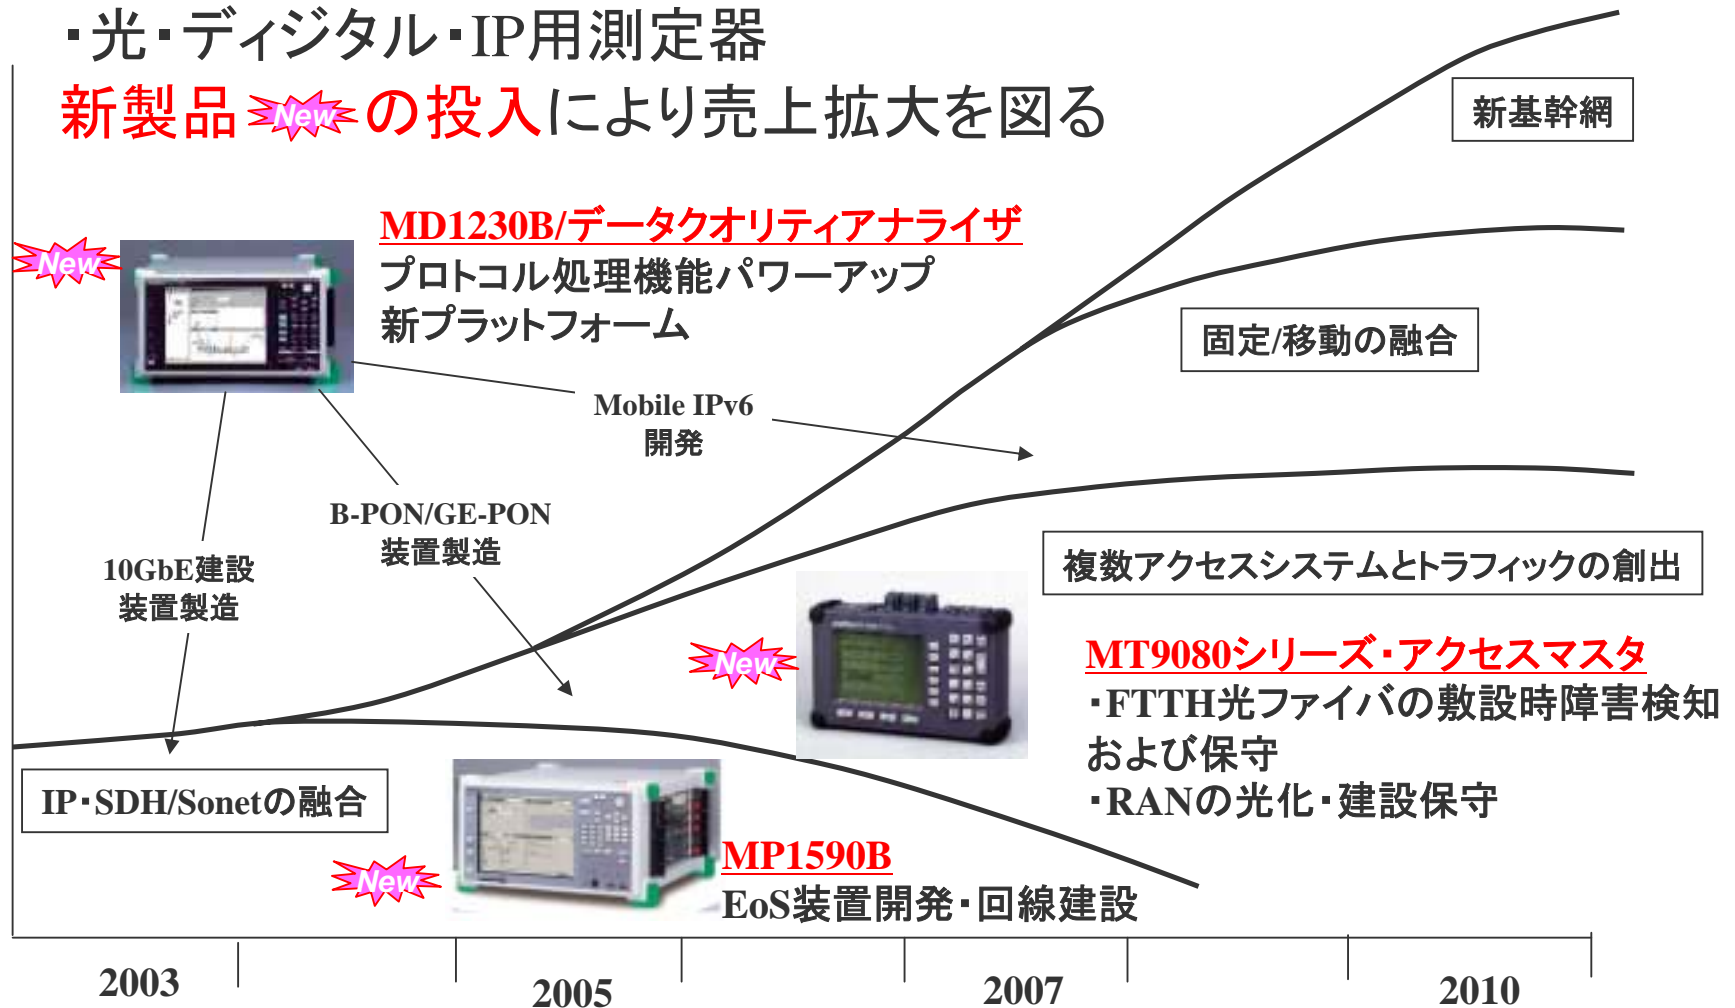 ・光・ディジタル・IP用測定器
新製品 New の投入により売上拡大を図る
新基幹網
MD1230B/データクオリティアナライザ
New
プロトコル処理機能パワーアップ
新プラットフォーム
固定/移動の融合
Mobile IPv6
開発
B-PON/GE-PON
装置製造
10GbE建設
装置製造
複数アクセスシステムとトラフィックの創出
New
MT9080シリーズ・アクセスマスタ
・FTTH光ファイバの敷設時障害検知
および保守
・RANの光化・建設保守
IP・SDH/Sonetの融合
New
MP1590B
EoS装置開発・回線建設
2003
2005
2007
2010